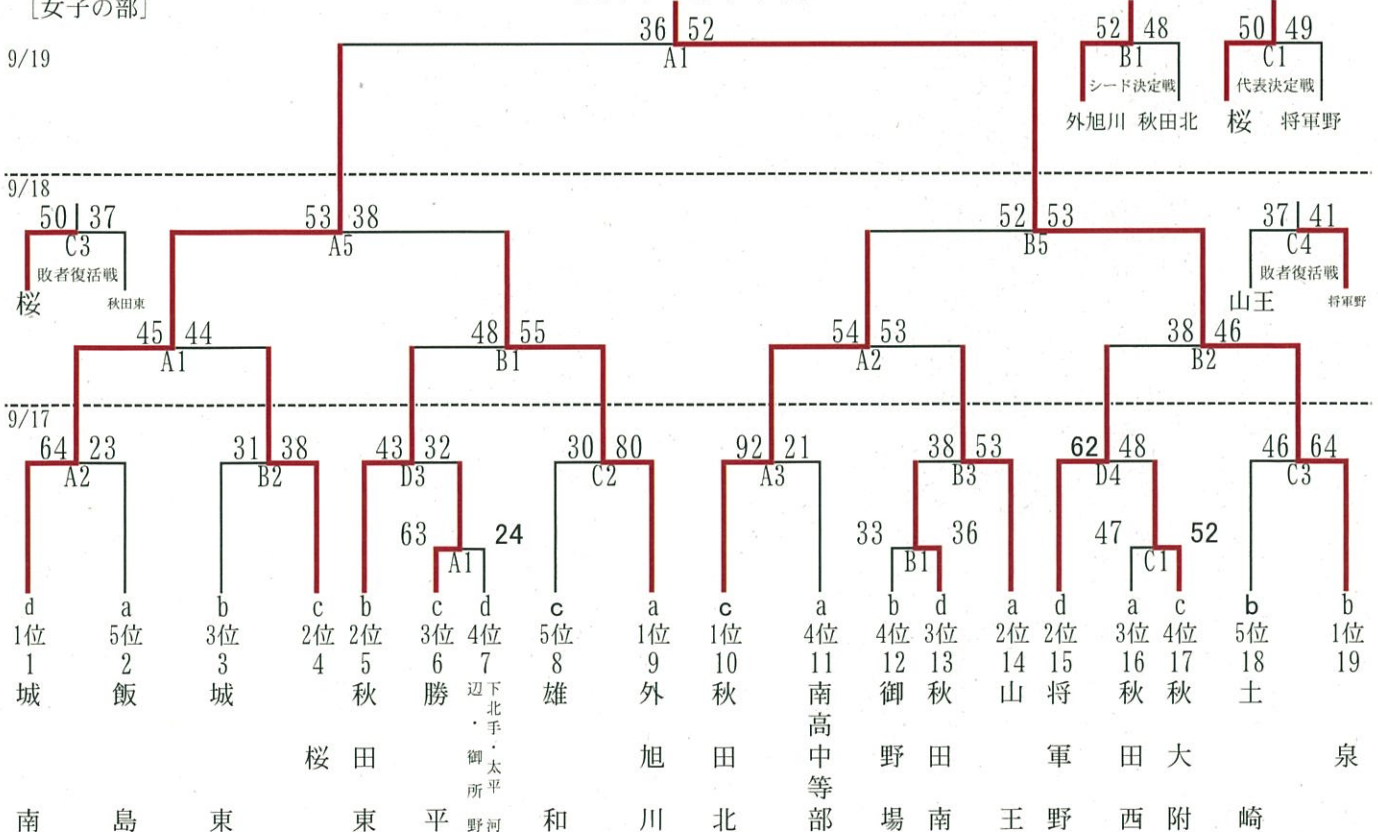 [女子の部]
9/19
36 52
A1
52 48
B1
シード決定戦
外旭川 秋田北
50 49
C1
代表決定戦
桜 将軍野
9/18
50 37
C3
敗者復活戦
桜 秋田東
53 38
A5
52 53
B5
37 41
C4
敗者復活戦
山王 将軍野
45 44
A1
48 55
B1
54 53
A2
38 46
B2
9/17
64 23
A2
31 38
B2
43 32
D3
30 80
C2
92 21
A3
38 53
B3
62 48
D4
46 64
C3
63 24
A1
33 36
B1
47 52
C1
d a b c b c d c a c a b d a d a c b b
1位 5位 3位 2位 2位 3位 4位 5位 1位 1位 4位 4位 3位 2位 2位 3位 4位 5位 1位
1 2 3 4 5 6 7 8 9 10 11 12 13 14 15 16 17 18 19
城南
飯島
城東
桜
秋田東
勝平
下北手・太平 河
辺・御所野
雄和
外旭川
秋田北
南高中等部
御野場
秋田南
山王
将軍野
秋田西
秋大附
土崎
泉